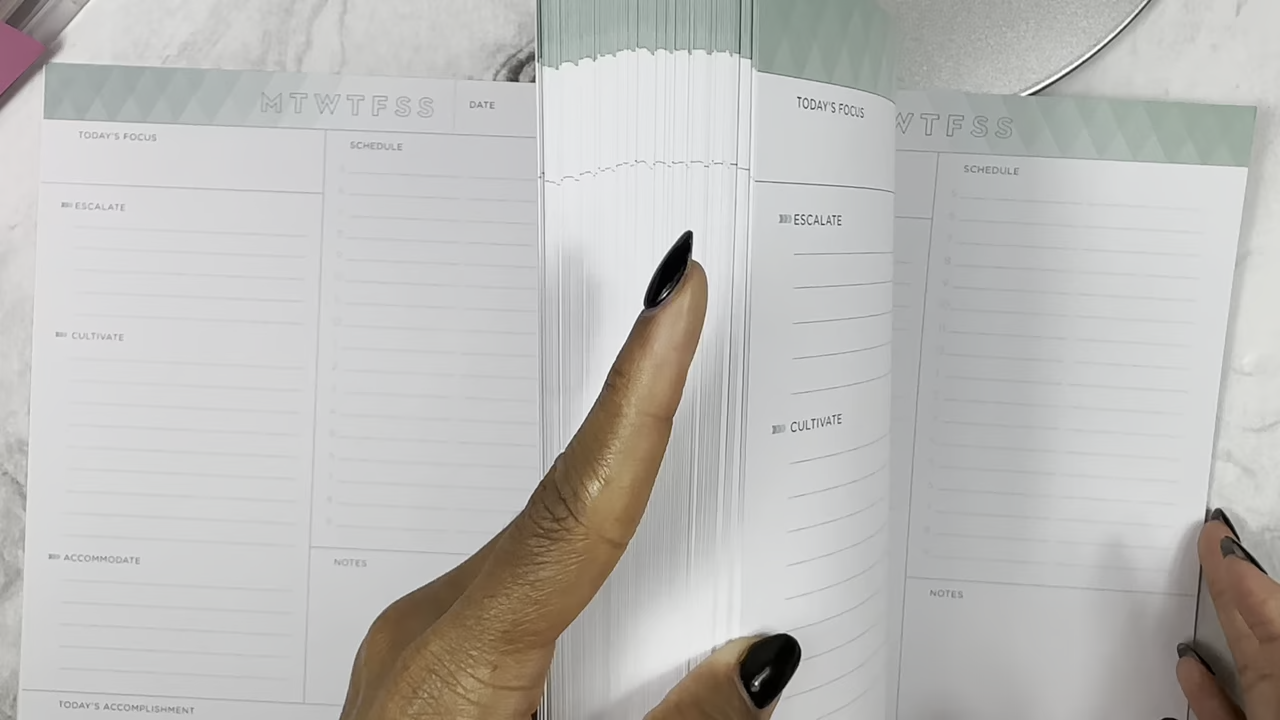 MTWTFSS DATE
TODAY'S FOCUS
SCHEDULE
ESCALATE
CULTIVATE
ACCOMMODATE
NOTES
TODAY'S ACCOMPLISHMENT
TODAY'S FOCUS
ESCALATE
CULTIVATE
WTFSS
SCHEDULE
NOTES